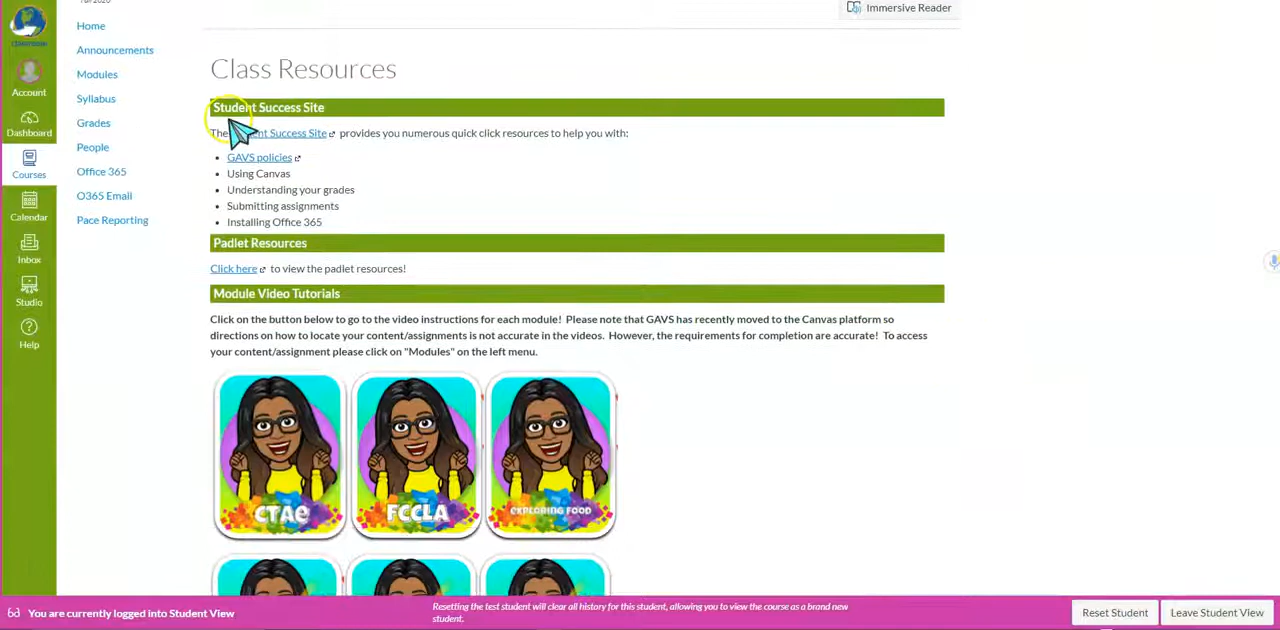 Immersive Reader
Home
Announcements
Modules
Syllabus
Grades
People
Office 365
O365 Email
Pace Reporting
Account
Dashboard
Courses
Calendar
Inbox
Studio
Help
Class Resources
Student Success Site
The Student Success Site provides you numerous quick click resources to help you with:
GAVS policies
Using Canvas
Understanding your grades
Submitting assignments
Installing Office 365
Padlet Resources
Click here to view the padlet resources!
Module Video Tutorials
Click on the button below to go to the video instructions for each module! Please note that GAVS has recently moved to the Canvas platform so
directions on how to locate your content/assignments is not accurate in the videos. However, the requirements for completion are accurate! To access
your content/assignment please click on "Modules" on the left menu.
CTAE
FCCLA
EXPLORING FOOD
You are currently logged into Student View
Resetting the test student will clear all history for this student, allowing you to view the course as a brand new
student.
Reset Student
Leave Student View